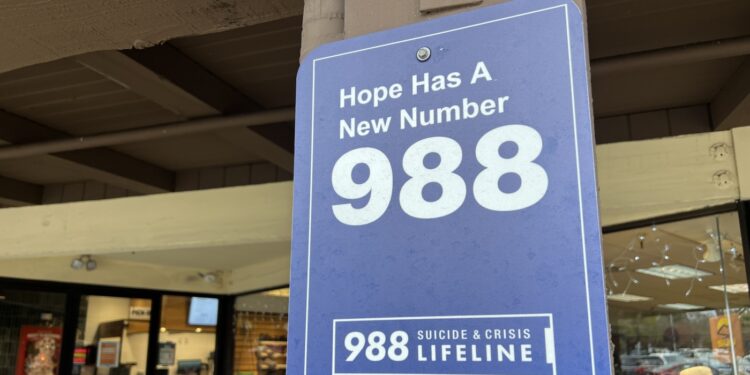 Hope Has A
New Number
988
988 SUICIDE & CRISIS
LIFELINE